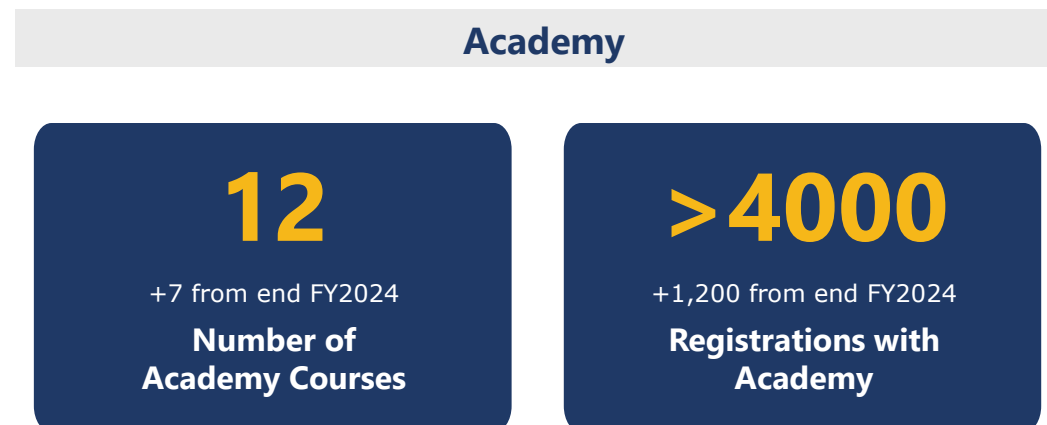 Academy
12
+7 from end FY2024
Number of
Academy Courses
>4000
+1,200 from end FY2024
Registrations with
Academy